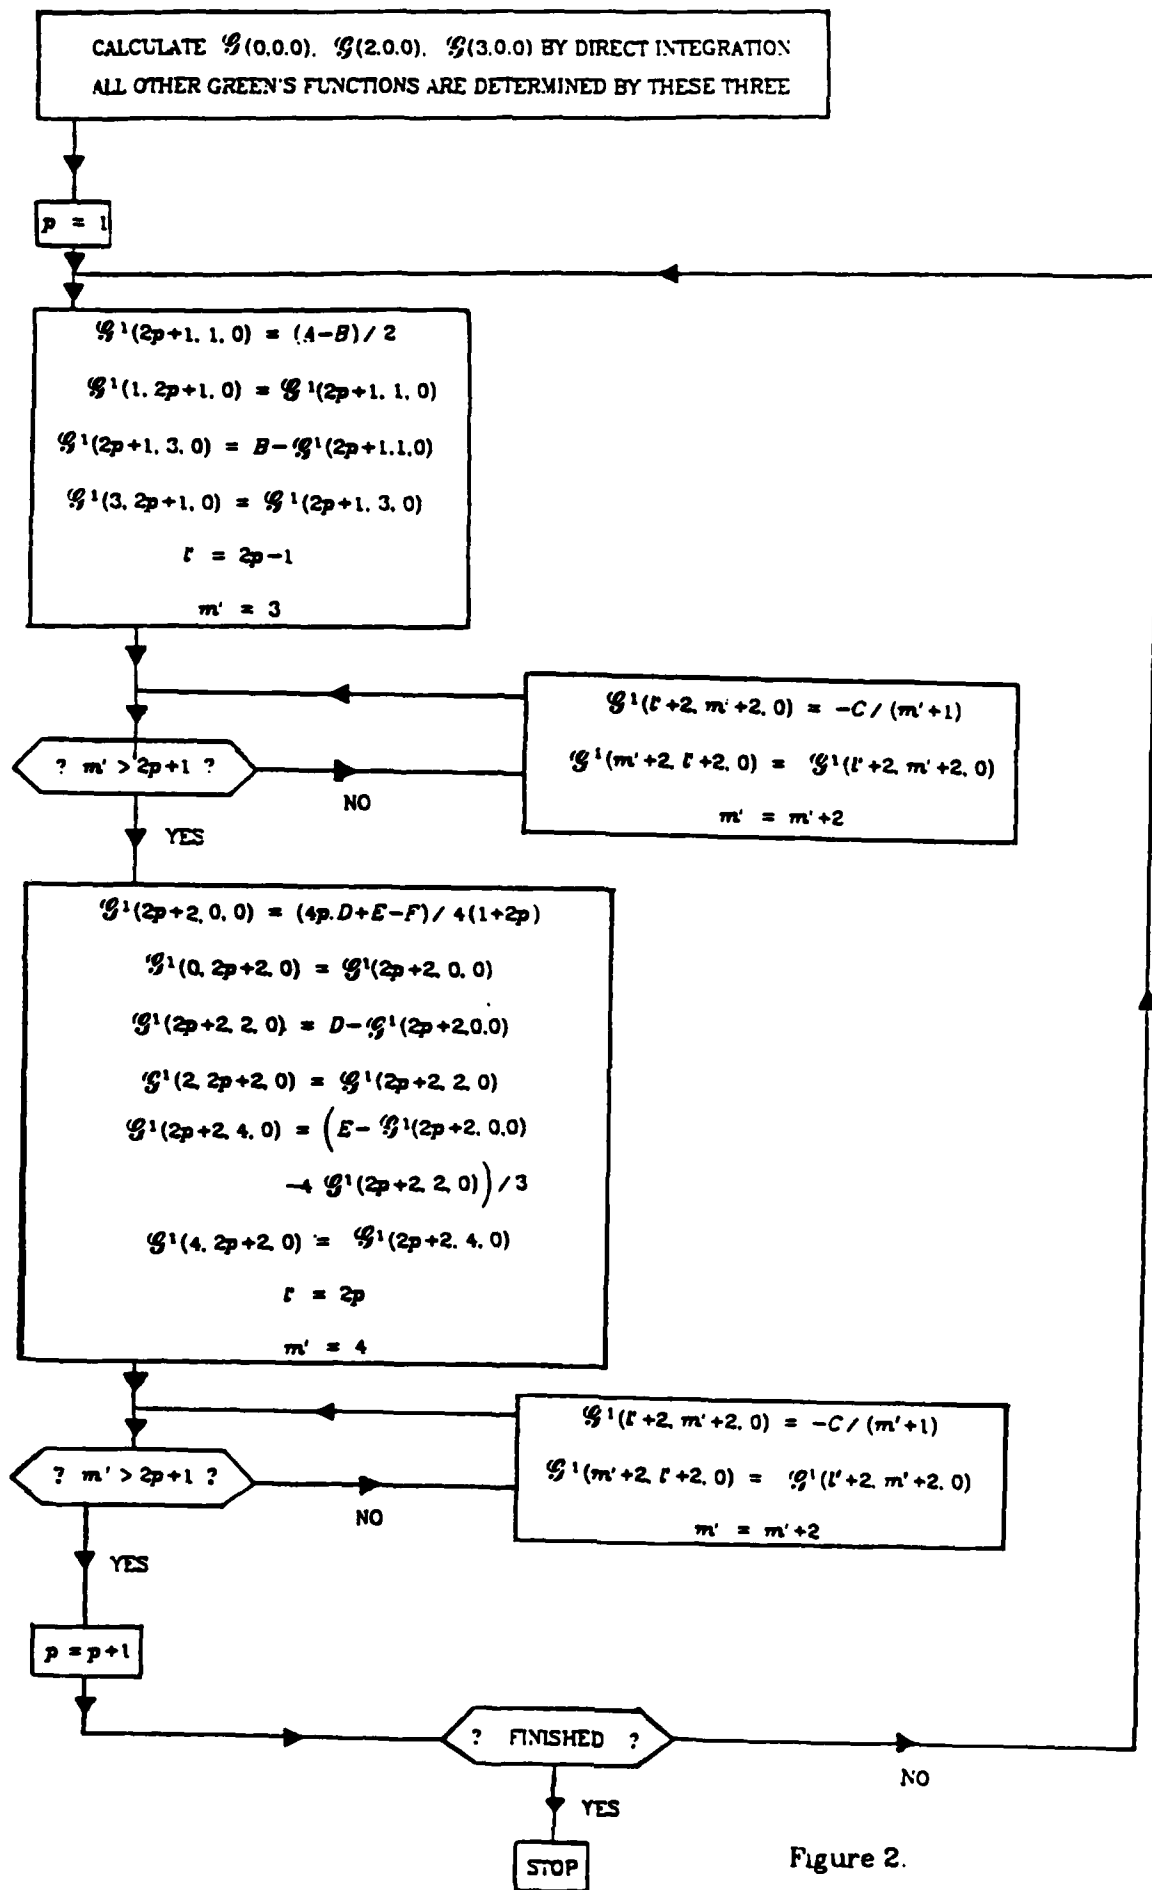 CALCULATE 𝒢(0,0.0), 𝒢(2,0.0), 𝒢(3,0.0) BY DIRECT INTEGRATION
ALL OTHER GREEN'S FUNCTIONS ARE DETERMINED BY THESE THREE
p = 1
𝒢¹(2p+1, 1, 0) = (A−B)/ 2
𝒢¹(1, 2p+1, 0) = 𝒢¹(2p+1, 1, 0)
𝒢¹(2p+1, 3, 0) = B−𝒢¹(2p+1,1,0)
𝒢¹(3, 2p+1, 0) = 𝒢¹(2p+1, 3, 0)
l' = 2p−1
m' = 3
𝒢¹(l'+2, m'+2, 0) = −C / (m'+1)
𝒢¹(m'+2, l'+2, 0) = 𝒢¹(l'+2, m'+2, 0)
m' = m'+2
? m' > 2p+1 ?
NO
YES
𝒢¹(2p+2, 0, 0) = (4p.D+E−F)/ 4(1+2p)
𝒢¹(0, 2p+2, 0) = 𝒢¹(2p+2, 0, 0)
𝒢¹(2p+2, 2, 0) = D−𝒢¹(2p+2,0,0)
𝒢¹(2, 2p+2, 0) = 𝒢¹(2p+2, 2, 0)
𝒢¹(2p+2, 4, 0) = (E− 𝒢¹(2p+2, 0,0)
−4 𝒢¹(2p+2, 2, 0)) / 3
𝒢¹(4, 2p+2, 0) = 𝒢¹(2p+2, 4, 0)
l' = 2p
m' = 4
𝒢¹(l'+2, m'+2, 0) = −C / (m'+1)
𝒢¹(m'+2, l'+2, 0) = 𝒢¹(l'+2, m'+2, 0)
m' = m'+2
? m' > 2p+1 ?
NO
YES
p = p+1
? FINISHED ?
NO
YES
STOP
Figure 2.